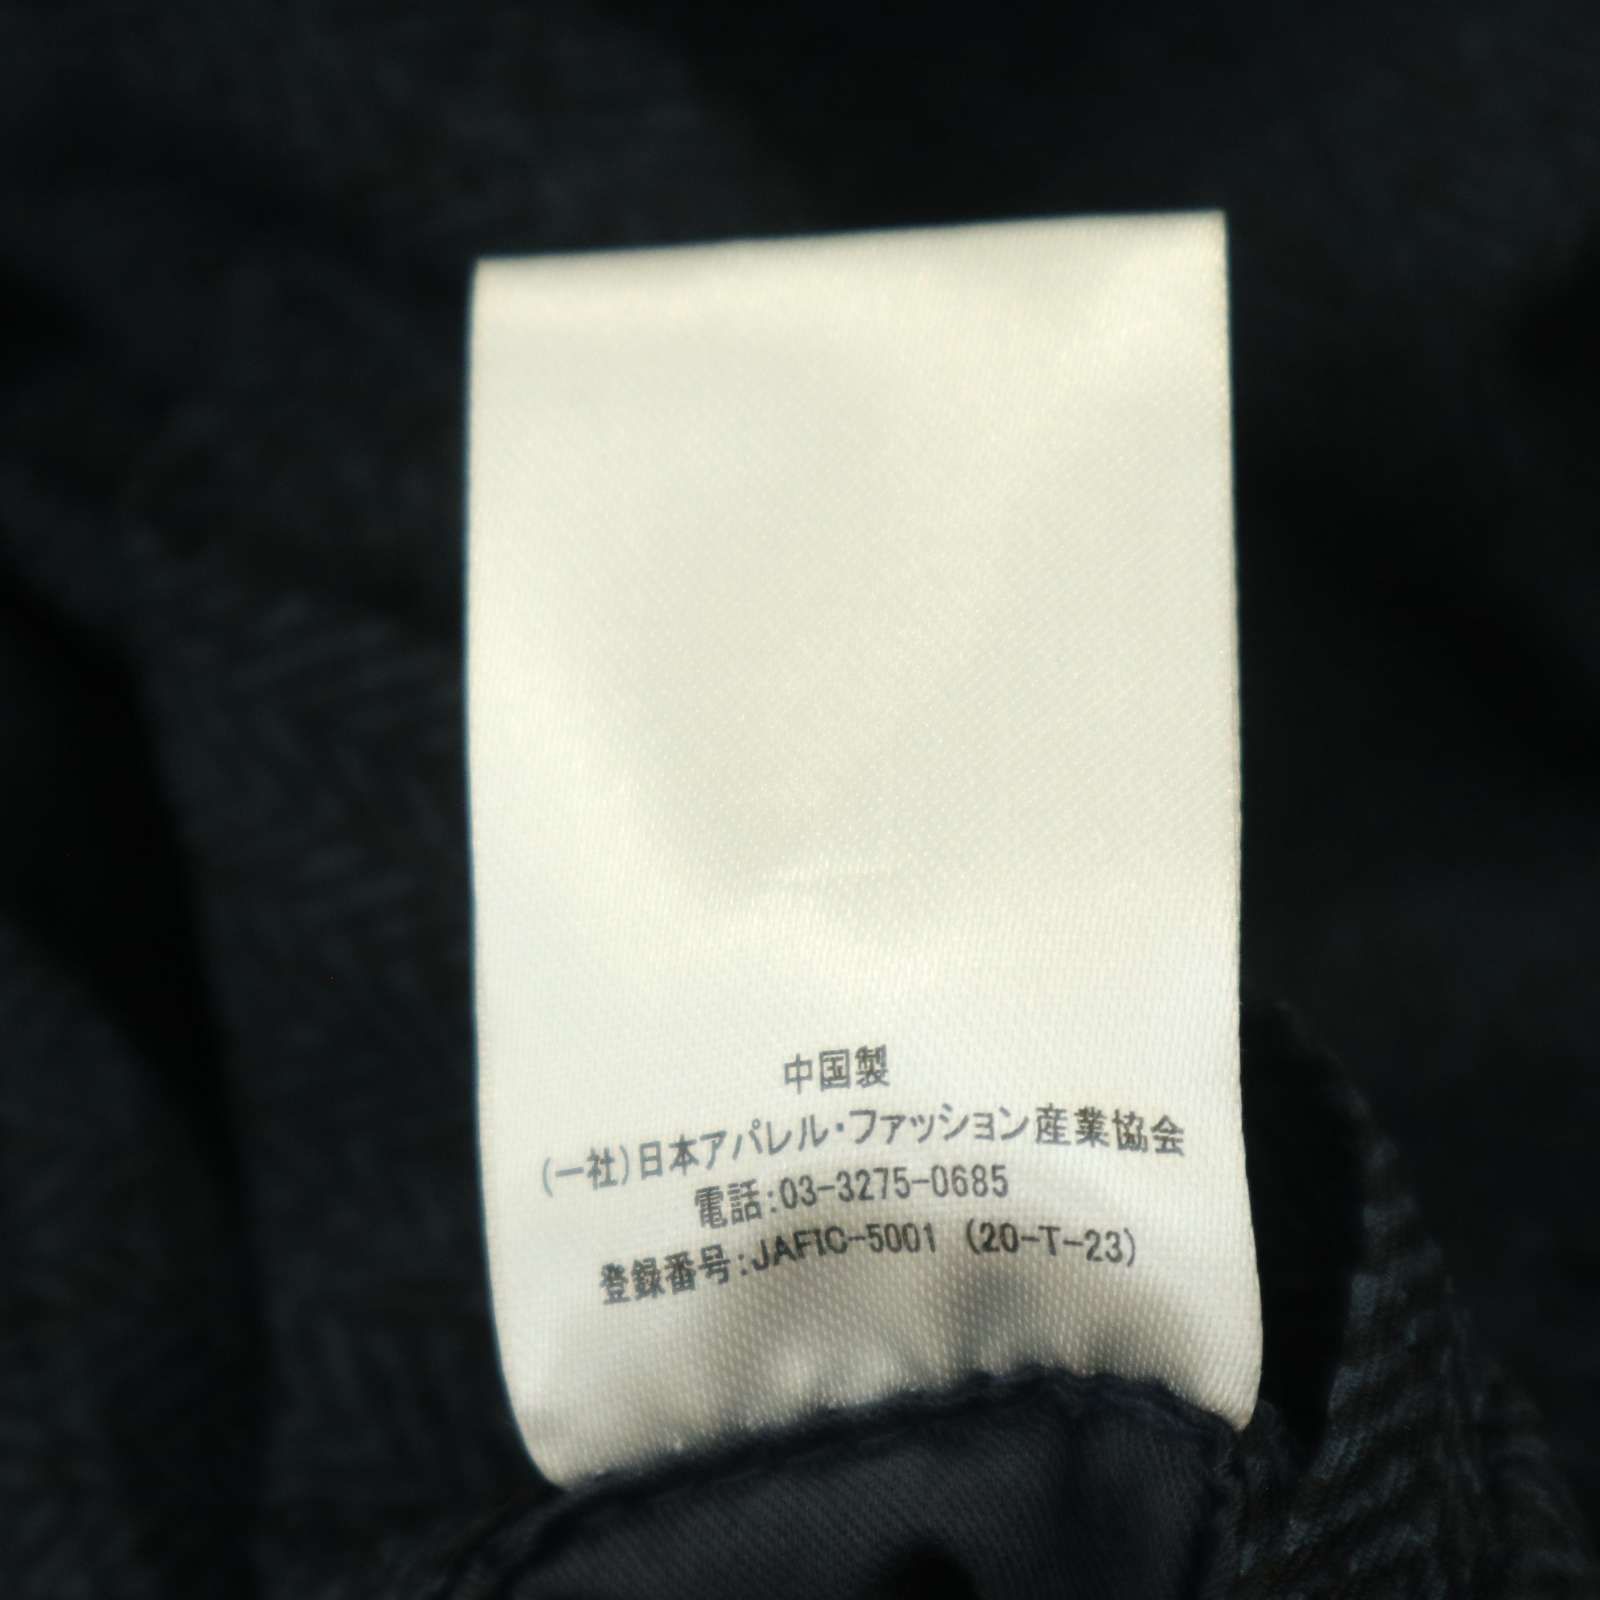 中国製
(一社)日本アパレル・ファッション産業協会
電話:03-3275-0685
登録番号:JAFIC-5001 (20-T-23)